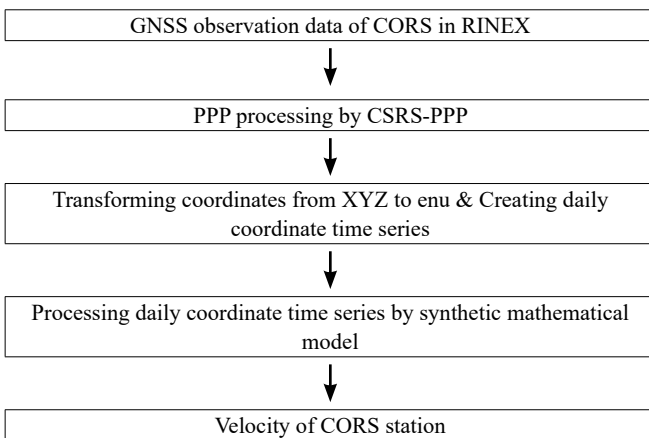 GNSS observation data of CORS in RINEX
PPP processing by CSRS-PPP
Transforming coordinates from XYZ to enu & Creating daily
coordinate time series
Processing daily coordinate time series by synthetic mathematical
model
Velocity of CORS station